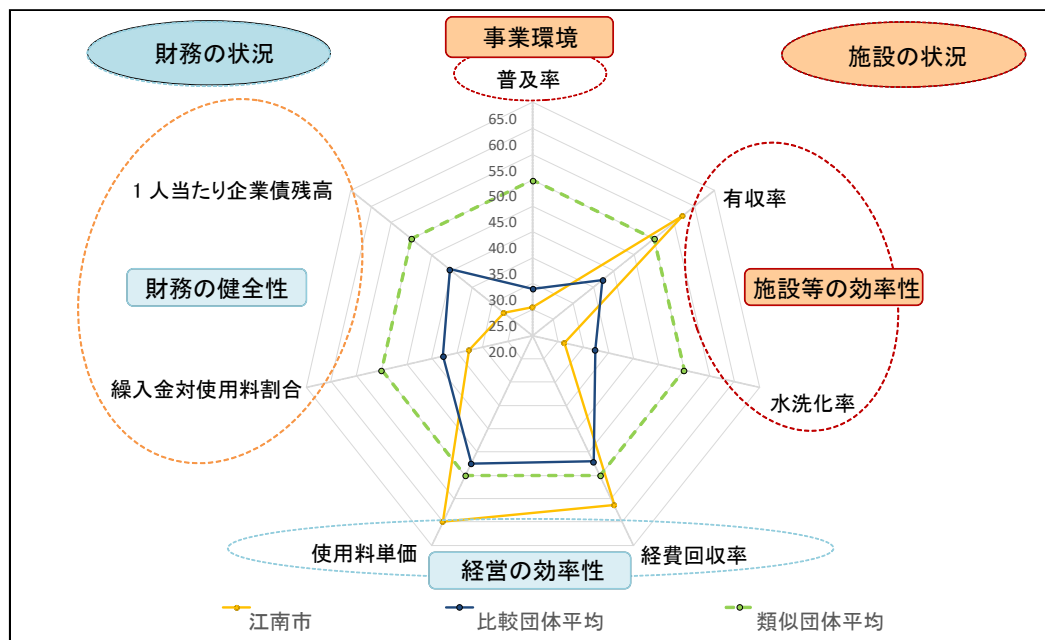 財務の状況
事業環境
施設の状況
普及率
65.0
60.0
55.0
50.0
45.0
40.0
35.0
30.0
25.0
20.0
1 人当たり企業債残高
有収率
財務の健全性
施設等の効率性
繰入金対使用料割合
水洗化率
使用料単価
経営の効率性
経費回収率
江南市
比較団体平均
類似団体平均